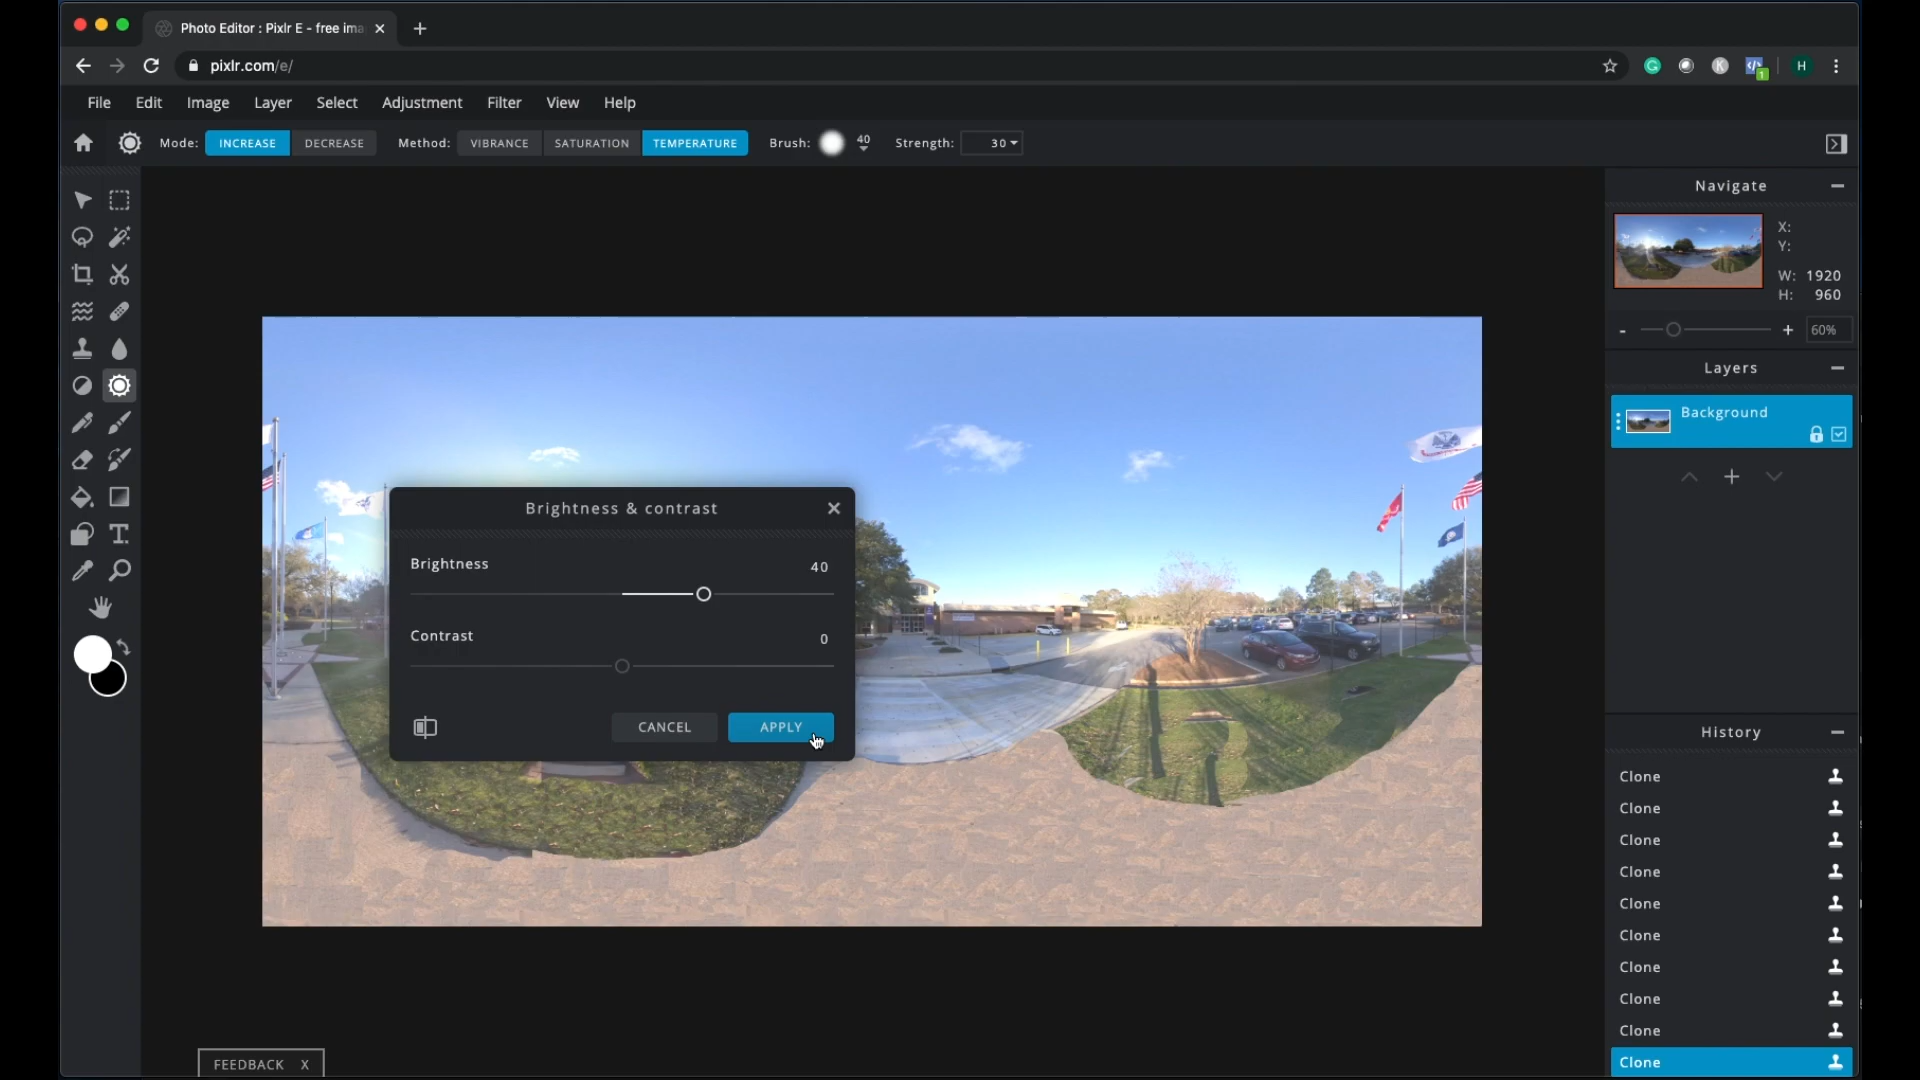 Photo Editor : Pixlr E - free ima
pixlr.com/e/
1
H
File Edit Image Layer Select Adjustment Filter View Help
Mode: INCREASE DECREASE Method: VIBRANCE SATURATION TEMPERATURE Brush: 40 Strength: 30
Navigate
X:
Y:
W: 1920
H: 960
- + 60%
Layers
Background
Brightness & contrast
Brightness 40
Contrast 0
CANCEL APPLY
History
Clone
Clone
Clone
Clone
Clone
Clone
Clone
Clone
Clone
Clone
FEEDBACK X